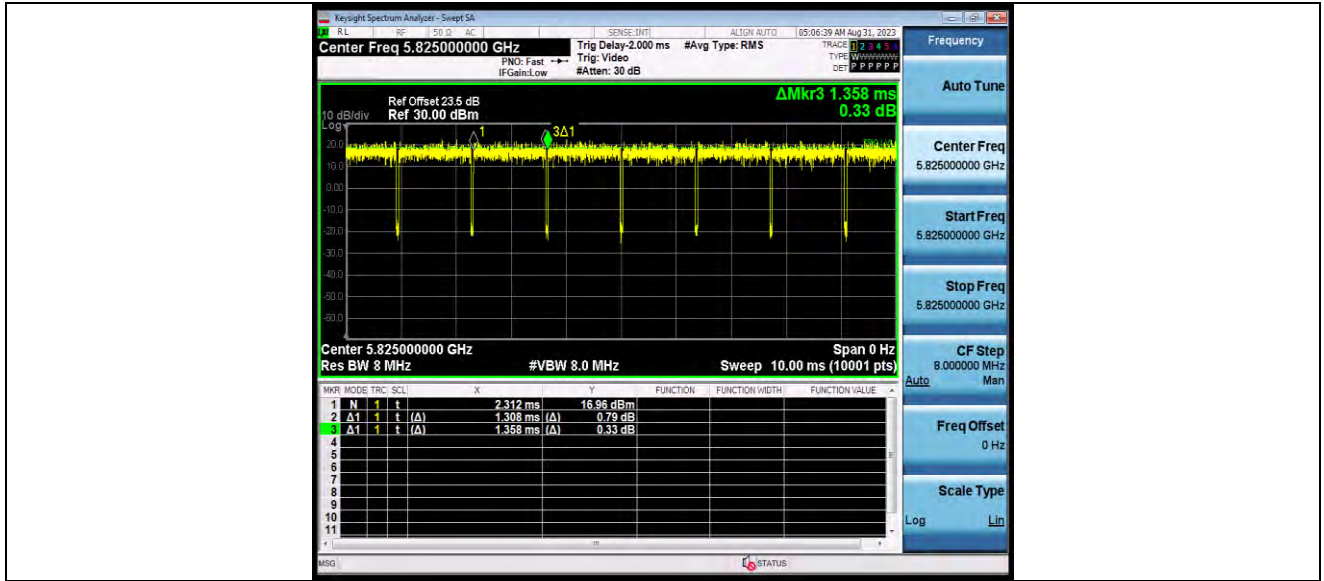 Keysight Spectrum Analyzer - Swept SA
RL RF 50 Ω AC SENSE:INT ALIGN AUTO 05:06:39 AM Aug 31, 2023
Center Freq 5.825000000 GHz
PNO: Fast
IFGain:Low
Trig Delay-2.000 ms
Trig: Video
#Atten: 30 dB
#Avg Type: RMS
TRACE 1 2 3 4 5 6
TYPE
DET P P P P P P
ΔMkr3 1.358 ms
0.33 dB
Ref Offset 23.5 dB
10 dB/div Ref 30.00 dBm
Log
1
3Δ1
20.0
10.0
0.00
-10.0
-20.0
-30.0
-40.0
-50.0
-60.0
Center 5.825000000 GHz Span 0 Hz
Res BW 8 MHz #VBW 8.0 MHz Sweep 10.00 ms (10001 pts)
MKR MODE TRC SCL X Y FUNCTION FUNCTION WIDTH FUNCTION VALUE
1 N 1 t 2.312 ms 16.96 dBm
2 Δ1 1 t (Δ) 1.308 ms (Δ) 0.79 dB
3 Δ1 1 t (Δ) 1.358 ms (Δ) 0.33 dB
4
5
6
7
8
9
10
11
MSG STATUS
Frequency
Auto Tune
Center Freq
5.825000000 GHz
Start Freq
5.825000000 GHz
Stop Freq
5.825000000 GHz
CF Step
8.000000 MHz
Auto Man
Freq Offset
0 Hz
Scale Type
Log Lin